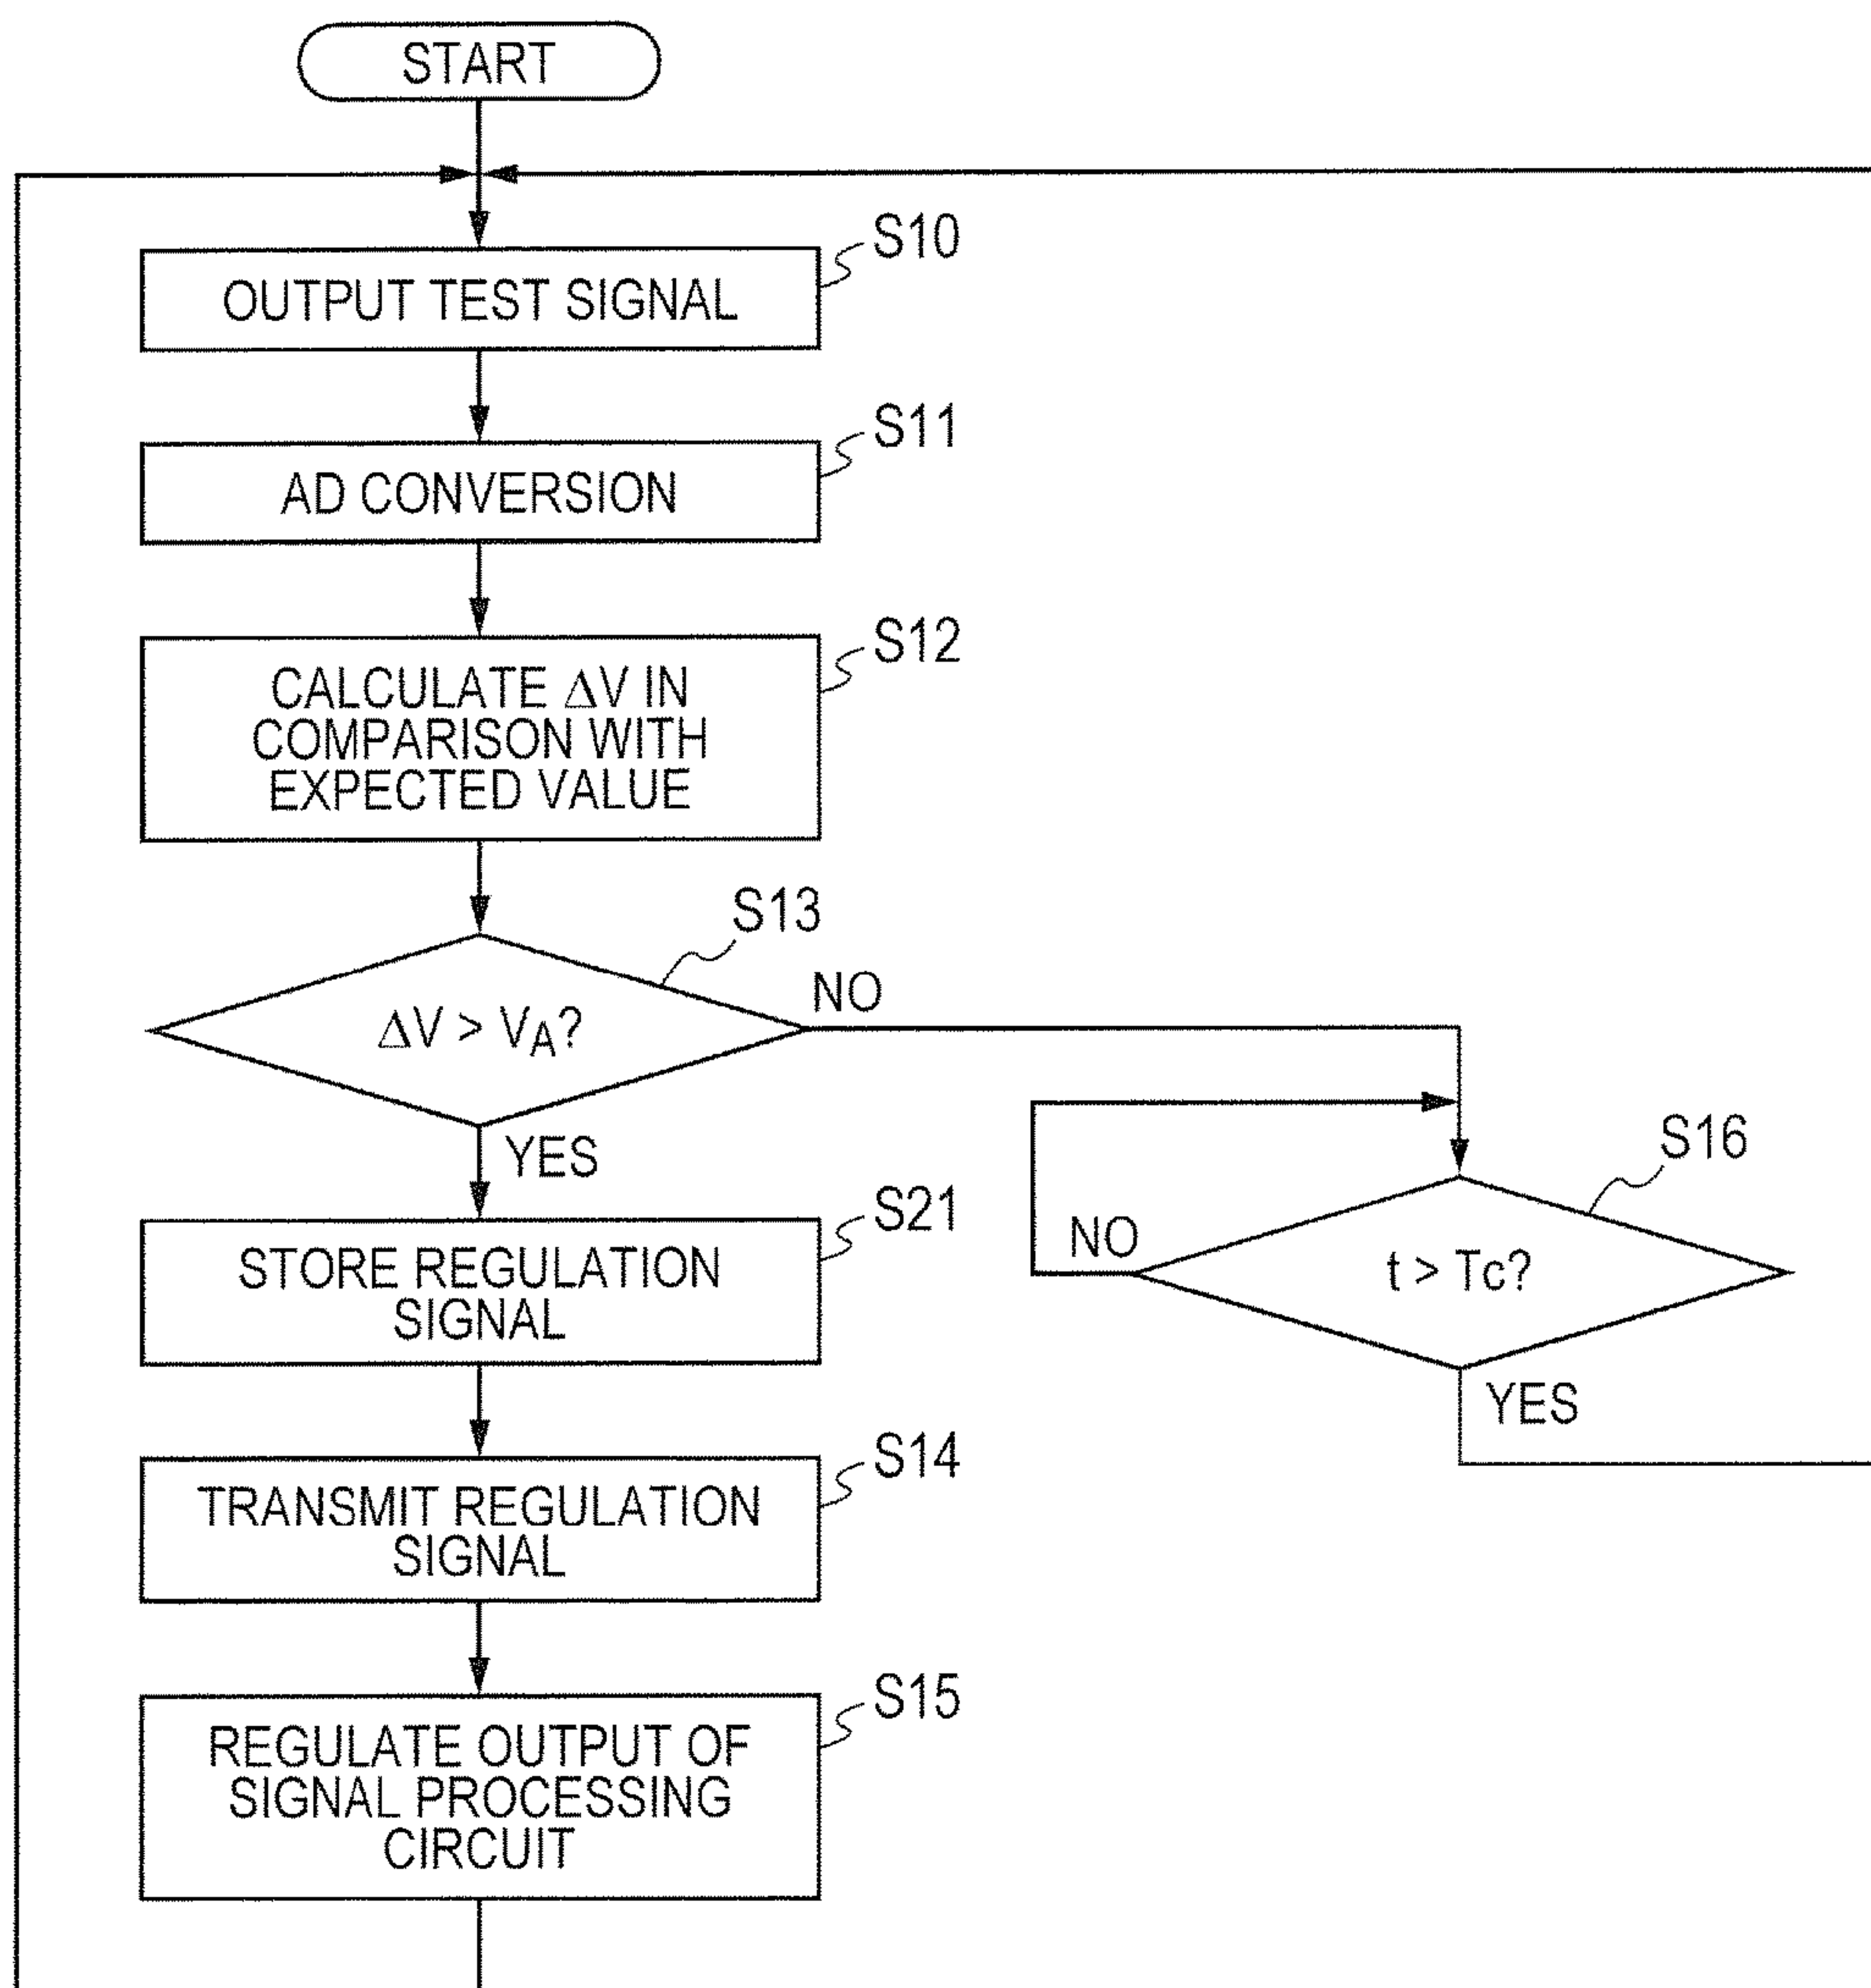 START
S10
OUTPUT TEST SIGNAL
S11
AD CONVERSION
S12
CALCULATE ΔV IN
COMPARISON WITH
EXPECTED VALUE
S13
NO
ΔV > VA?
YES
S16
NO
t > Tc?
YES
S21
STORE REGULATION
SIGNAL
S14
TRANSMIT REGULATION
SIGNAL
S15
REGULATE OUTPUT OF
SIGNAL PROCESSING
CIRCUIT